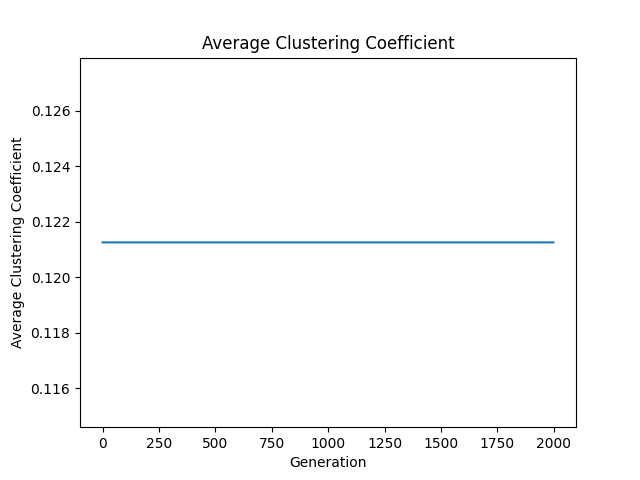 Average Clustering Coefficient
Average Clustering Coefficient
0.126
0.124
0.122
0.120
0.118
0.116
0 250 500 750 1000 1250 1500 1750 2000
Generation